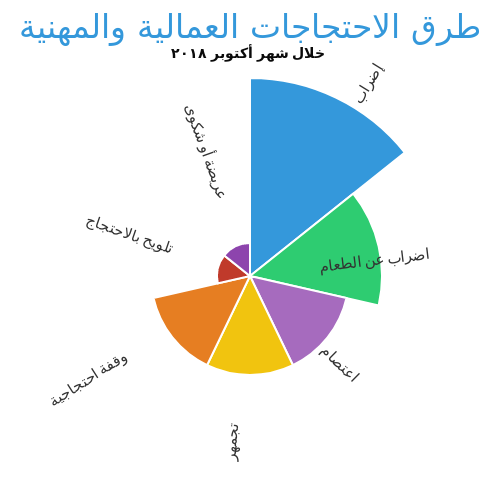 طرق الاحتجاجات العمالية والمهنية
خلال شهر أكتوبر ٢٠١٨
إضراب
اضراب عن الطعام
اعتصام
تجمهر
وقفة احتجاجية
تلويح بالاحتجاج
عريضة أو شكوى